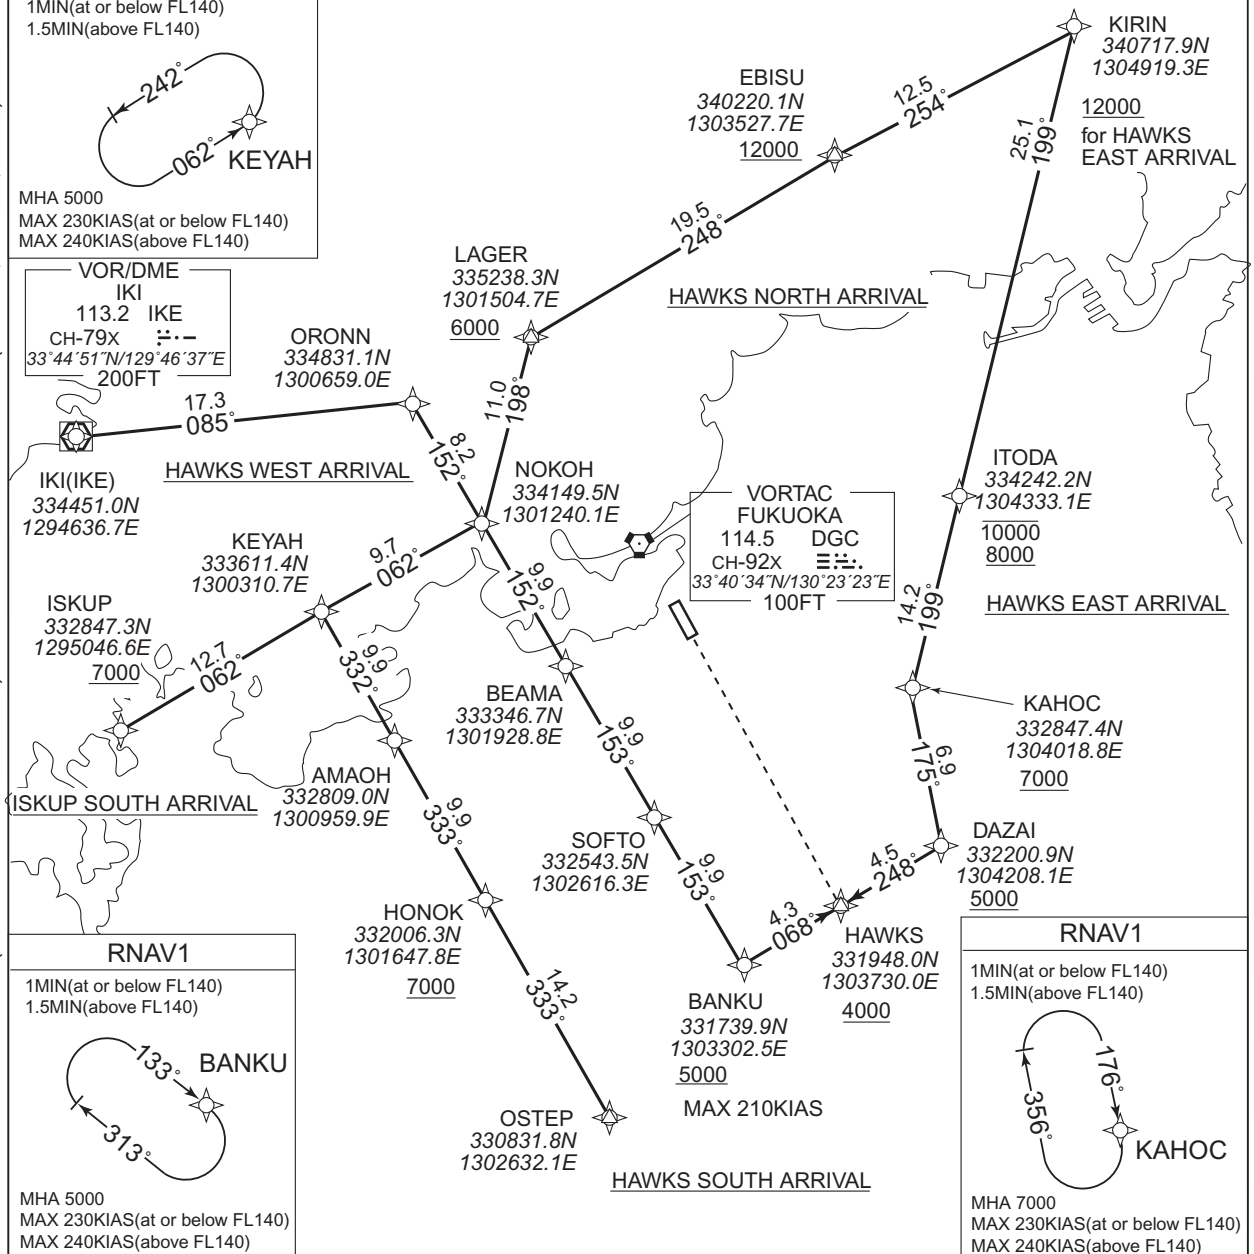 1MIN(at or below FL140)
1.5MIN(above FL140)
242°
062°
KEYAH
MHA 5000
MAX 230KIAS(at or below FL140)
MAX 240KIAS(above FL140)
KIRIN
340717.9N
1304919.3E
12000
for HAWKS
EAST ARRIVAL
EBISU
340220.1N
1303527.7E
12000
12.5
254°
25.1
199°
19.5
248°
LAGER
335238.3N
1301504.7E
6000
HAWKS NORTH ARRIVAL
VOR/DME
IKI
113.2 IKE
CH-79X
33°44´51˝N/129°46´37˝E
200FT
ORONN
334831.1N
1300659.0E
17.3
085°
11.0
198°
8.2
152°
IKI(IKE)
334451.0N
1294636.7E
HAWKS WEST ARRIVAL
NOKOH
334149.5N
1301240.1E
VORTAC
FUKUOKA
114.5 DGC
CH-92X
33°40´34˝N/130°23´23˝E
100FT
ITODA
334242.2N
1304333.1E
10000
8000
HAWKS EAST ARRIVAL
KEYAH
333611.4N
1300310.7E
9.7
062°
9.9
152°
14.2
199°
ISKUP
332847.3N
1295046.6E
7000
12.7
062°
9.9
332°
BEAMA
333346.7N
1301928.8E
9.9
153°
KAHOC
332847.4N
1304018.8E
7000
6.9
175°
ISKUP SOUTH ARRIVAL
AMAOH
332809.0N
1300959.9E
9.9
333°
SOFTO
332543.5N
1302616.3E
9.9
153°
DAZAI
332200.9N
1304208.1E
5000
4.5
248°
4.3
068°
HONOK
332006.3N
1301647.8E
7000
14.2
333°
HAWKS
331948.0N
1303730.0E
4000
BANKU
331739.9N
1303302.5E
5000
MAX 210KIAS
OSTEP
330831.8N
1302632.1E
HAWKS SOUTH ARRIVAL
RNAV1
1MIN(at or below FL140)
1.5MIN(above FL140)
133°
313°
BANKU
MHA 5000
MAX 230KIAS(at or below FL140)
MAX 240KIAS(above FL140)
RNAV1
1MIN(at or below FL140)
1.5MIN(above FL140)
176°
356°
KAHOC
MHA 7000
MAX 230KIAS(at or below FL140)
MAX 240KIAS(above FL140)